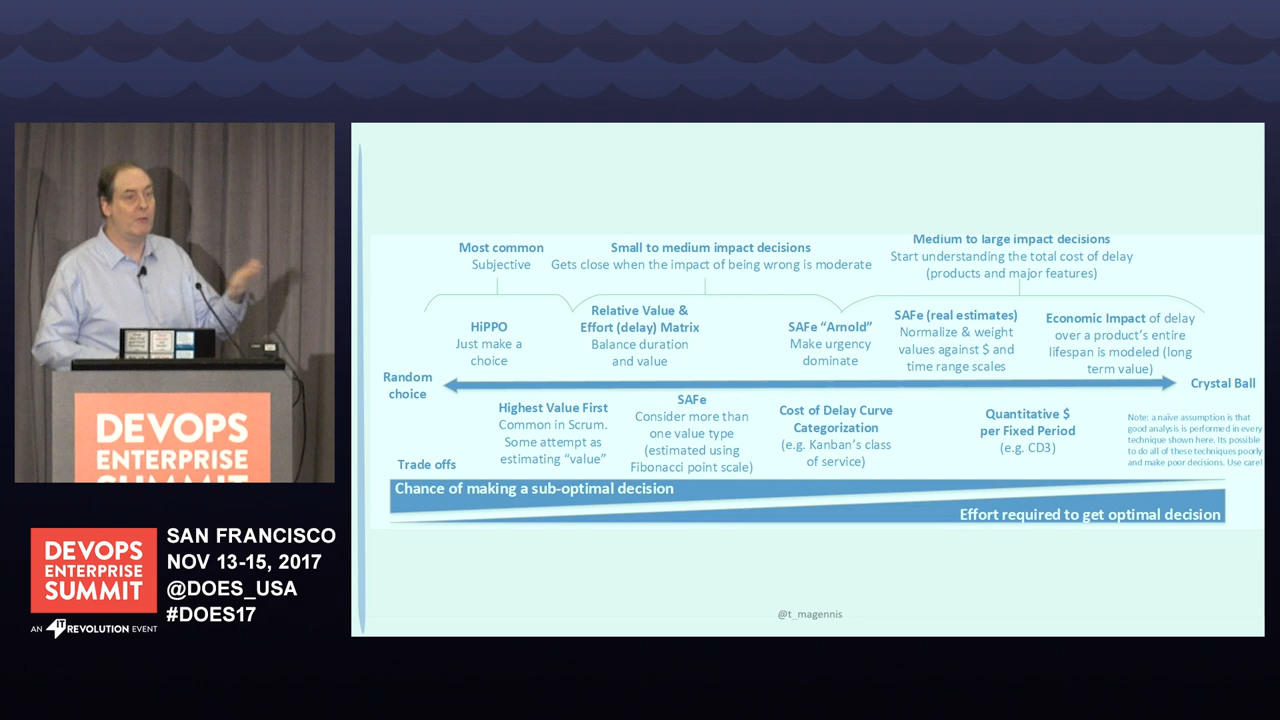 DEVOPS
ENTERPRISE
SUMMIT
DEVOPS
ENTERPRISE
SUMMIT
AN IT REVOLUTION EVENT
SAN FRANCISCO
NOV 13-15, 2017
@DOES_USA
#DOES17
Most common
Subjective
Small to medium impact decisions
Gets close when the impact of being wrong is moderate
Medium to large impact decisions
Start understanding the total cost of delay
(products and major features)
HiPPO
Just make a
choice
Relative Value &
Effort (delay) Matrix
Balance duration
and value
SAFe “Arnold”
Make urgency
dominate
SAFe (real estimates)
Normalize & weight
values against $ and
time range scales
Economic Impact of delay
over a product’s entire
lifespan is modeled (long
term value)
Random
choice
Crystal Ball
Highest Value First
Common in Scrum.
Some attempt as
estimating “value”
SAFe
Consider more than
one value type
(estimated using
Fibonacci point scale)
Cost of Delay Curve
Categorization
(e.g. Kanban’s class
of service)
Quantitative $
per Fixed Period
(e.g. CD3)
Note: a naïve assumption is that
good analysis is performed in every
technique shown here. Its possible
to do all of these techniques poorly
and make poor decisions. Use care!
Trade offs
Chance of making a sub-optimal decision
Effort required to get optimal decision
@t_magennis